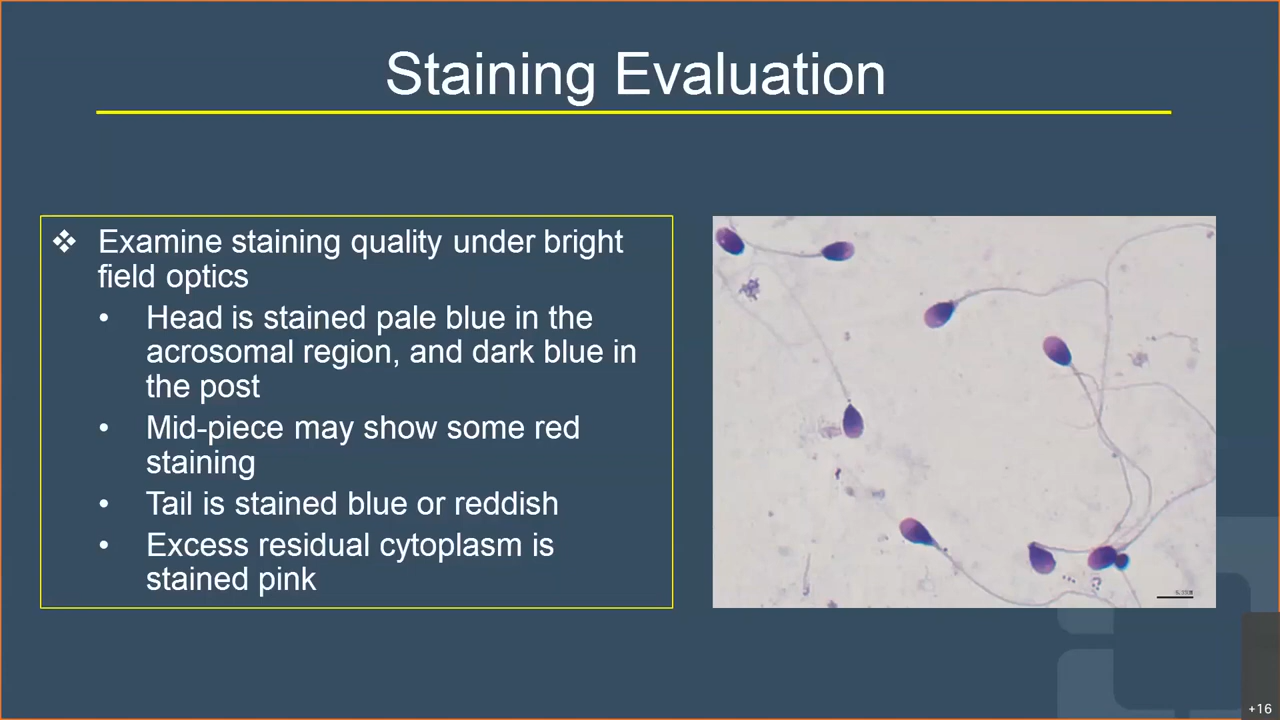 Staining Evaluation
❖ Examine staining quality under bright
field optics
• Head is stained pale blue in the
acrosomal region, and dark blue in
the post
• Mid-piece may show some red
staining
• Tail is stained blue or reddish
• Excess residual cytoplasm is
stained pink
+16